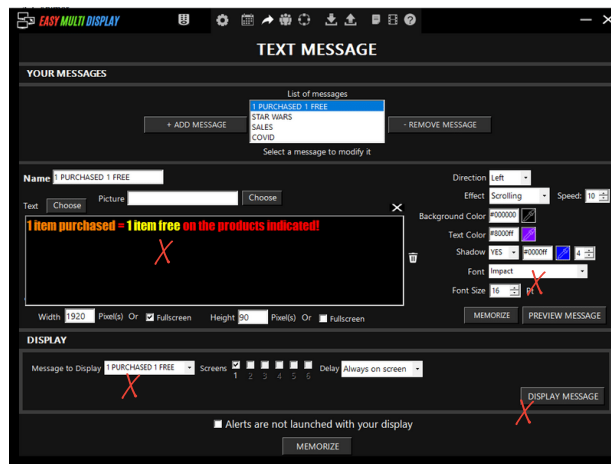 EASY MULTI DISPLAY
TEXT MESSAGE
YOUR MESSAGES
List of messages
1 PURCHASED 1 FREE
STAR WARS
SALES
COVID
+ ADD MESSAGE
- REMOVE MESSAGE
Select a message to modify it
Name 1 PURCHASED 1 FREE
Text Choose Picture Choose
1 item purchased = 1 item free on the products indicated!
Width 1920 Pixel(s) Or Fullscreen Height 90 Pixel(s) Or Fullscreen
Direction Left
Effect Scrolling Speed: 10
Background Color #000000
Text Color #8000ff
Shadow YES #0000ff 4
Font Impact
Font Size 16 pt
MEMORIZE PREVIEW MESSAGE
DISPLAY
Message to Display 1 PURCHASED 1 FREE Screens 1 2 3 4 5 6 Delay Always on screen
DISPLAY MESSAGE
Alerts are not launched with your display
MEMORIZE